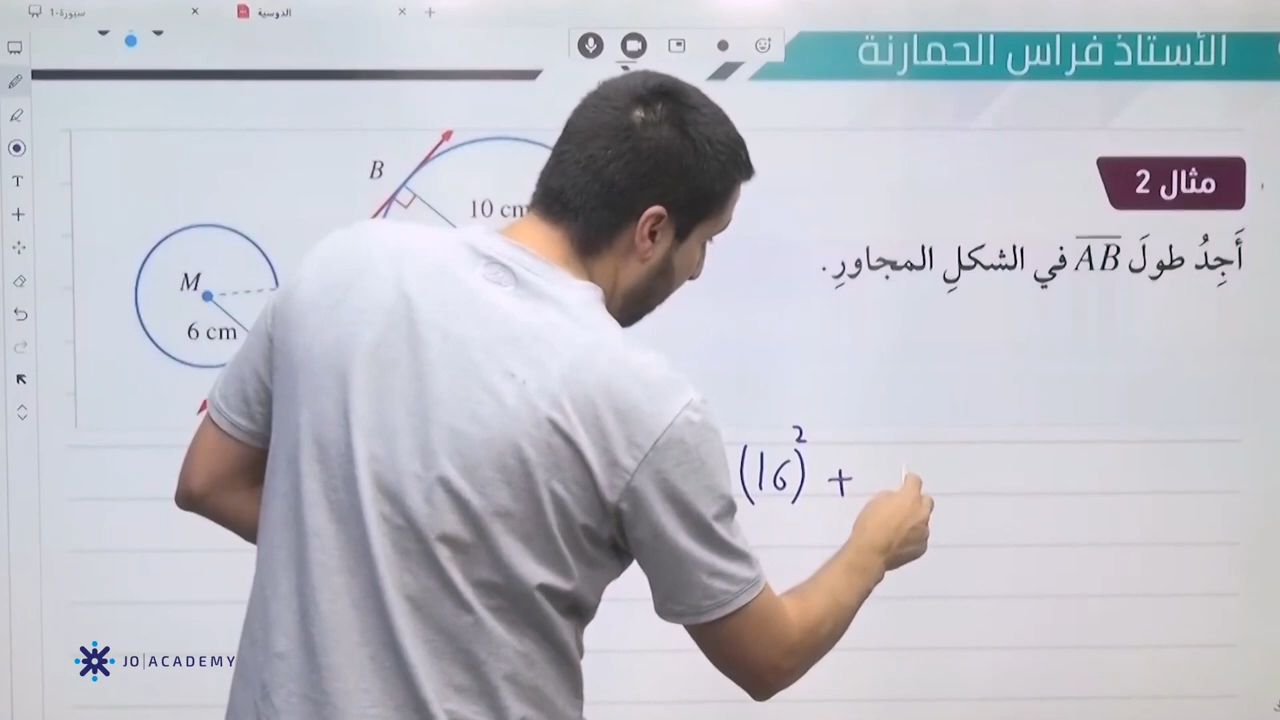 سبورة-1
الدوسية
الأستاذ فراس الحمارنة
مثال 2
أَجِدُ طولَ AB في الشكلِ المجاورِ.
B
10 cm
M
6 cm
(16)² +
JO|ACADEMY
T